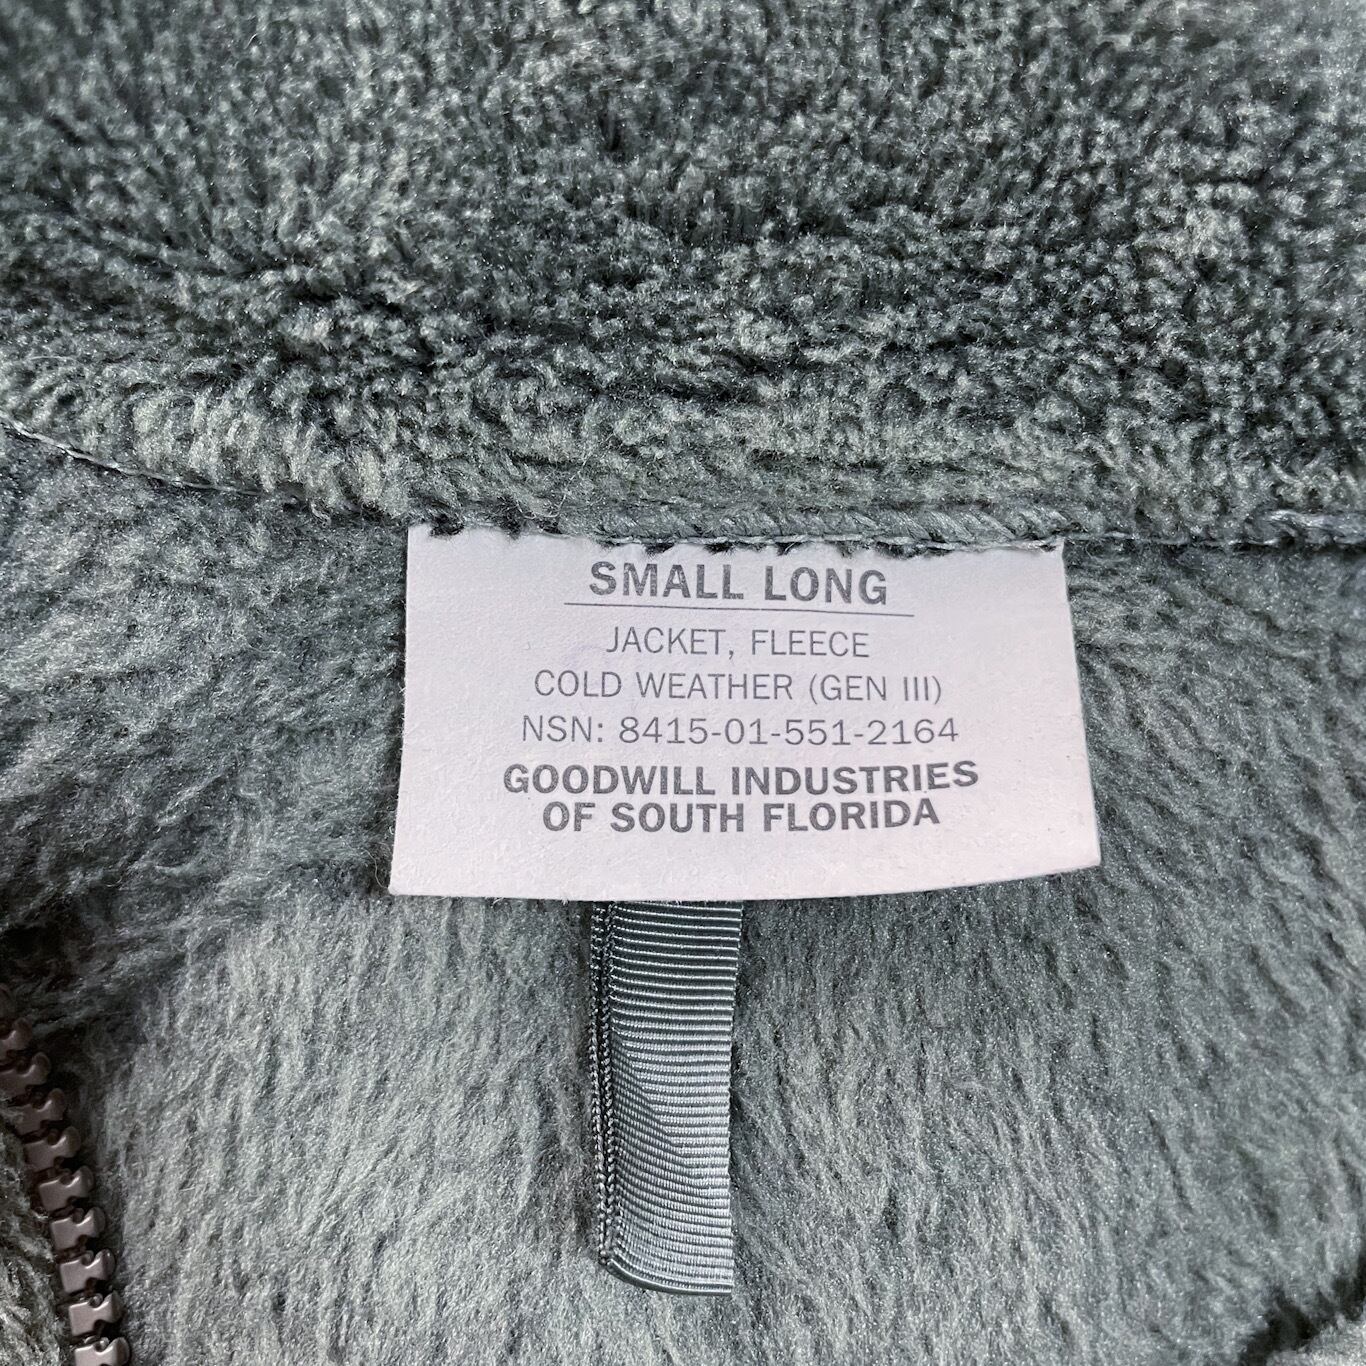 SMALL LONG
JACKET, FLEECE
COLD WEATHER (GEN III)
NSN: 8415-01-551-2164
GOODWILL INDUSTRIES
OF SOUTH FLORIDA